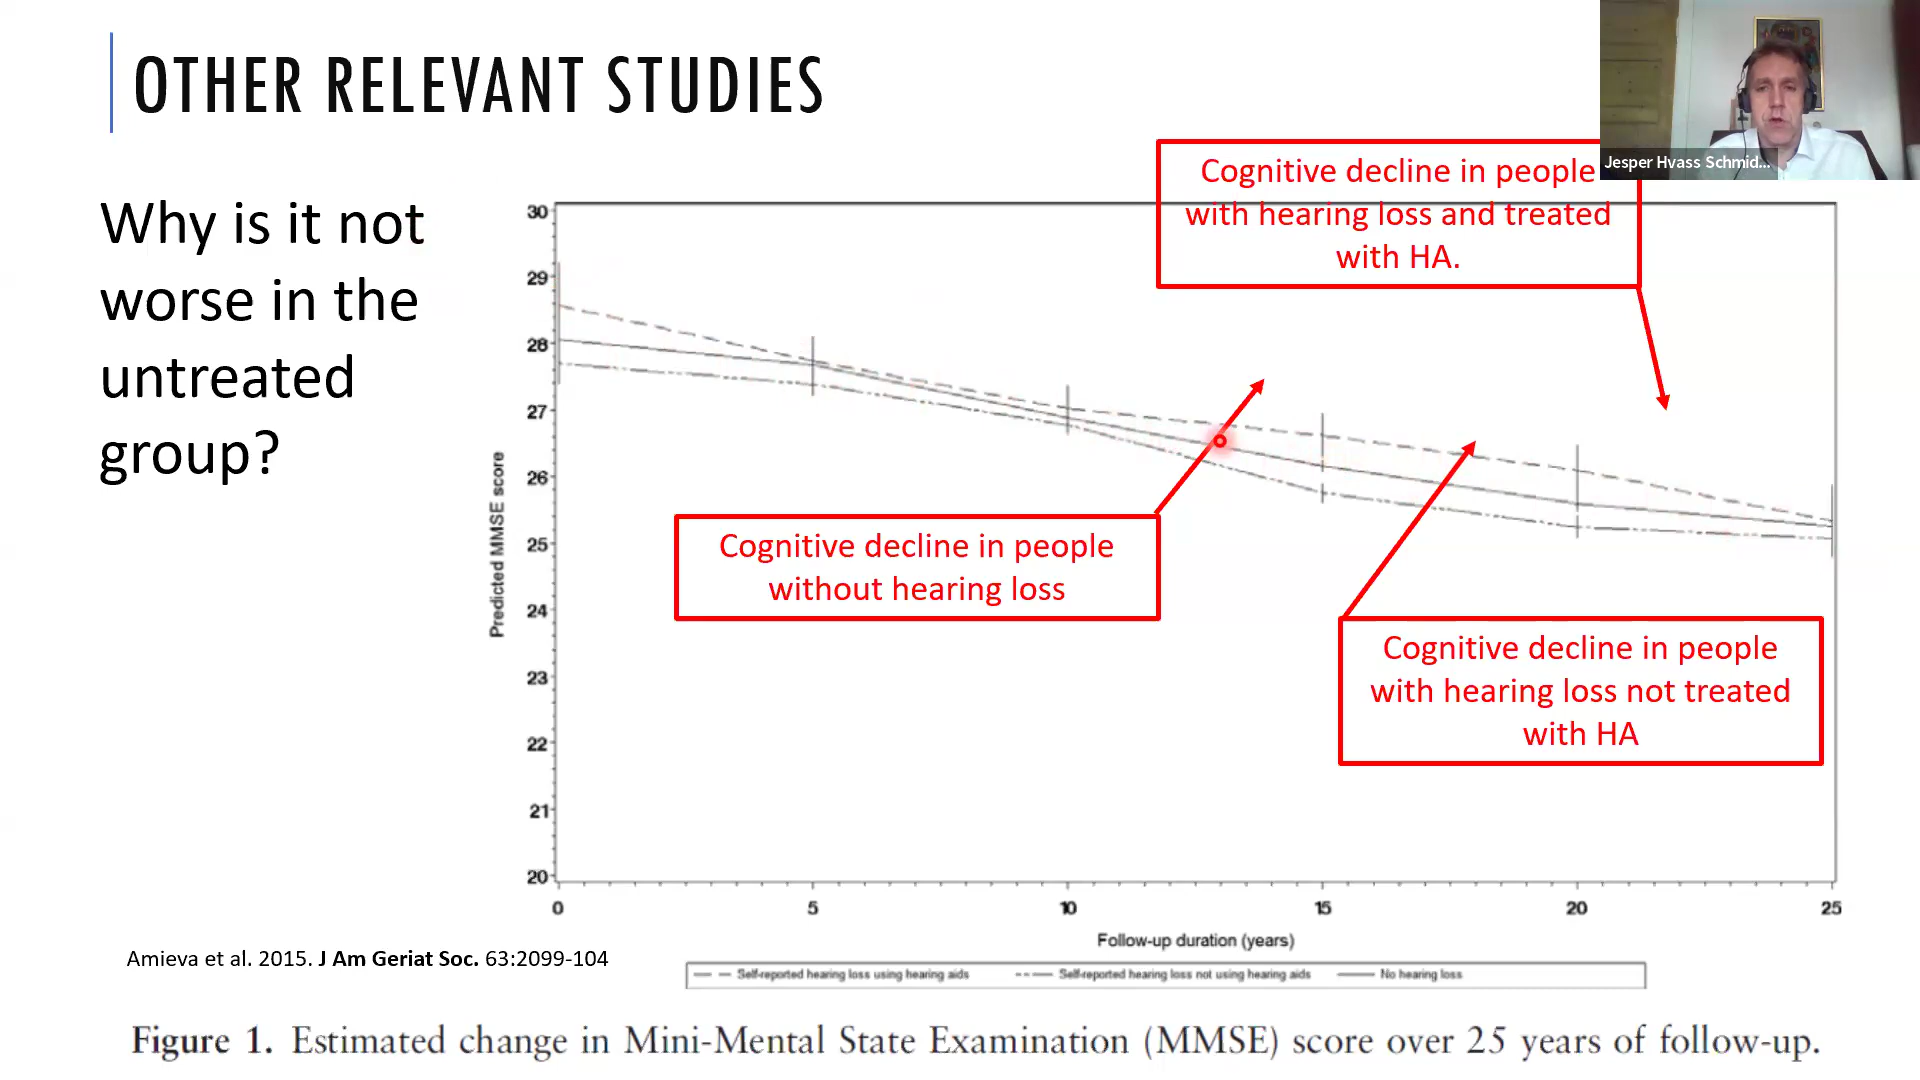 OTHER RELEVANT STUDIES
Jesper Hvass Schmid...
Why is it not
worse in the
untreated
group?
Cognitive decline in people
with hearing loss and treated
with HA.
Cognitive decline in people
without hearing loss
Cognitive decline in people
with hearing loss not treated
with HA
Predicted MMSE score
30
29
28
27
26
25
24
23
22
21
20
0 5 10 15 20 25
Follow-up duration (years)
Self-reported hearing loss using hearing aids Self-reported hearing loss not using hearing aids No hearing loss
Amieva et al. 2015. J Am Geriat Soc. 63:2099-104
Figure 1. Estimated change in Mini-Mental State Examination (MMSE) score over 25 years of follow-up.